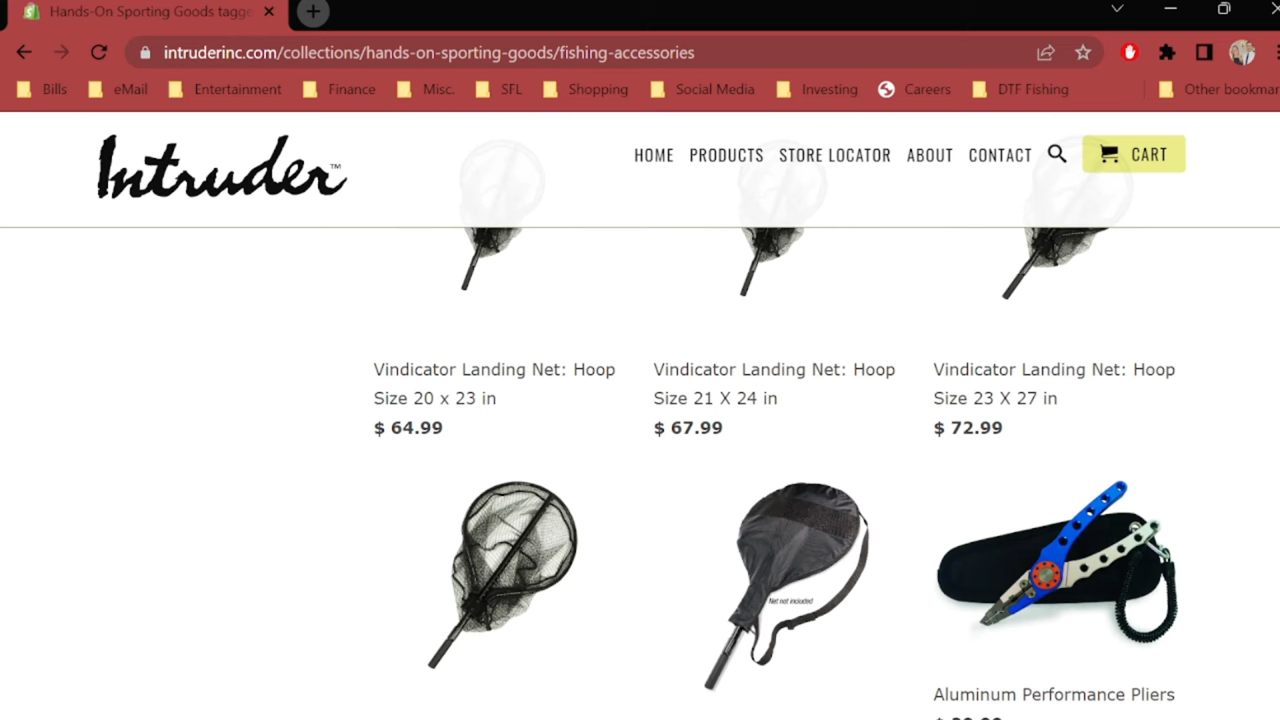 Hands-On Sporting Goods tagge
intruderinc.com/collections/hands-on-sporting-goods/fishing-accessories
Bills eMail Entertainment Finance Misc. SFL Shopping Social Media Investing Careers DTF Fishing Other bookmar
Intruder™
HOME PRODUCTS STORE LOCATOR ABOUT CONTACT CART
Vindicator Landing Net: Hoop
Size 20 x 23 in
$ 64.99
Vindicator Landing Net: Hoop
Size 21 X 24 in
$ 67.99
Vindicator Landing Net: Hoop
Size 23 X 27 in
$ 72.99
Net not included
Aluminum Performance Pliers